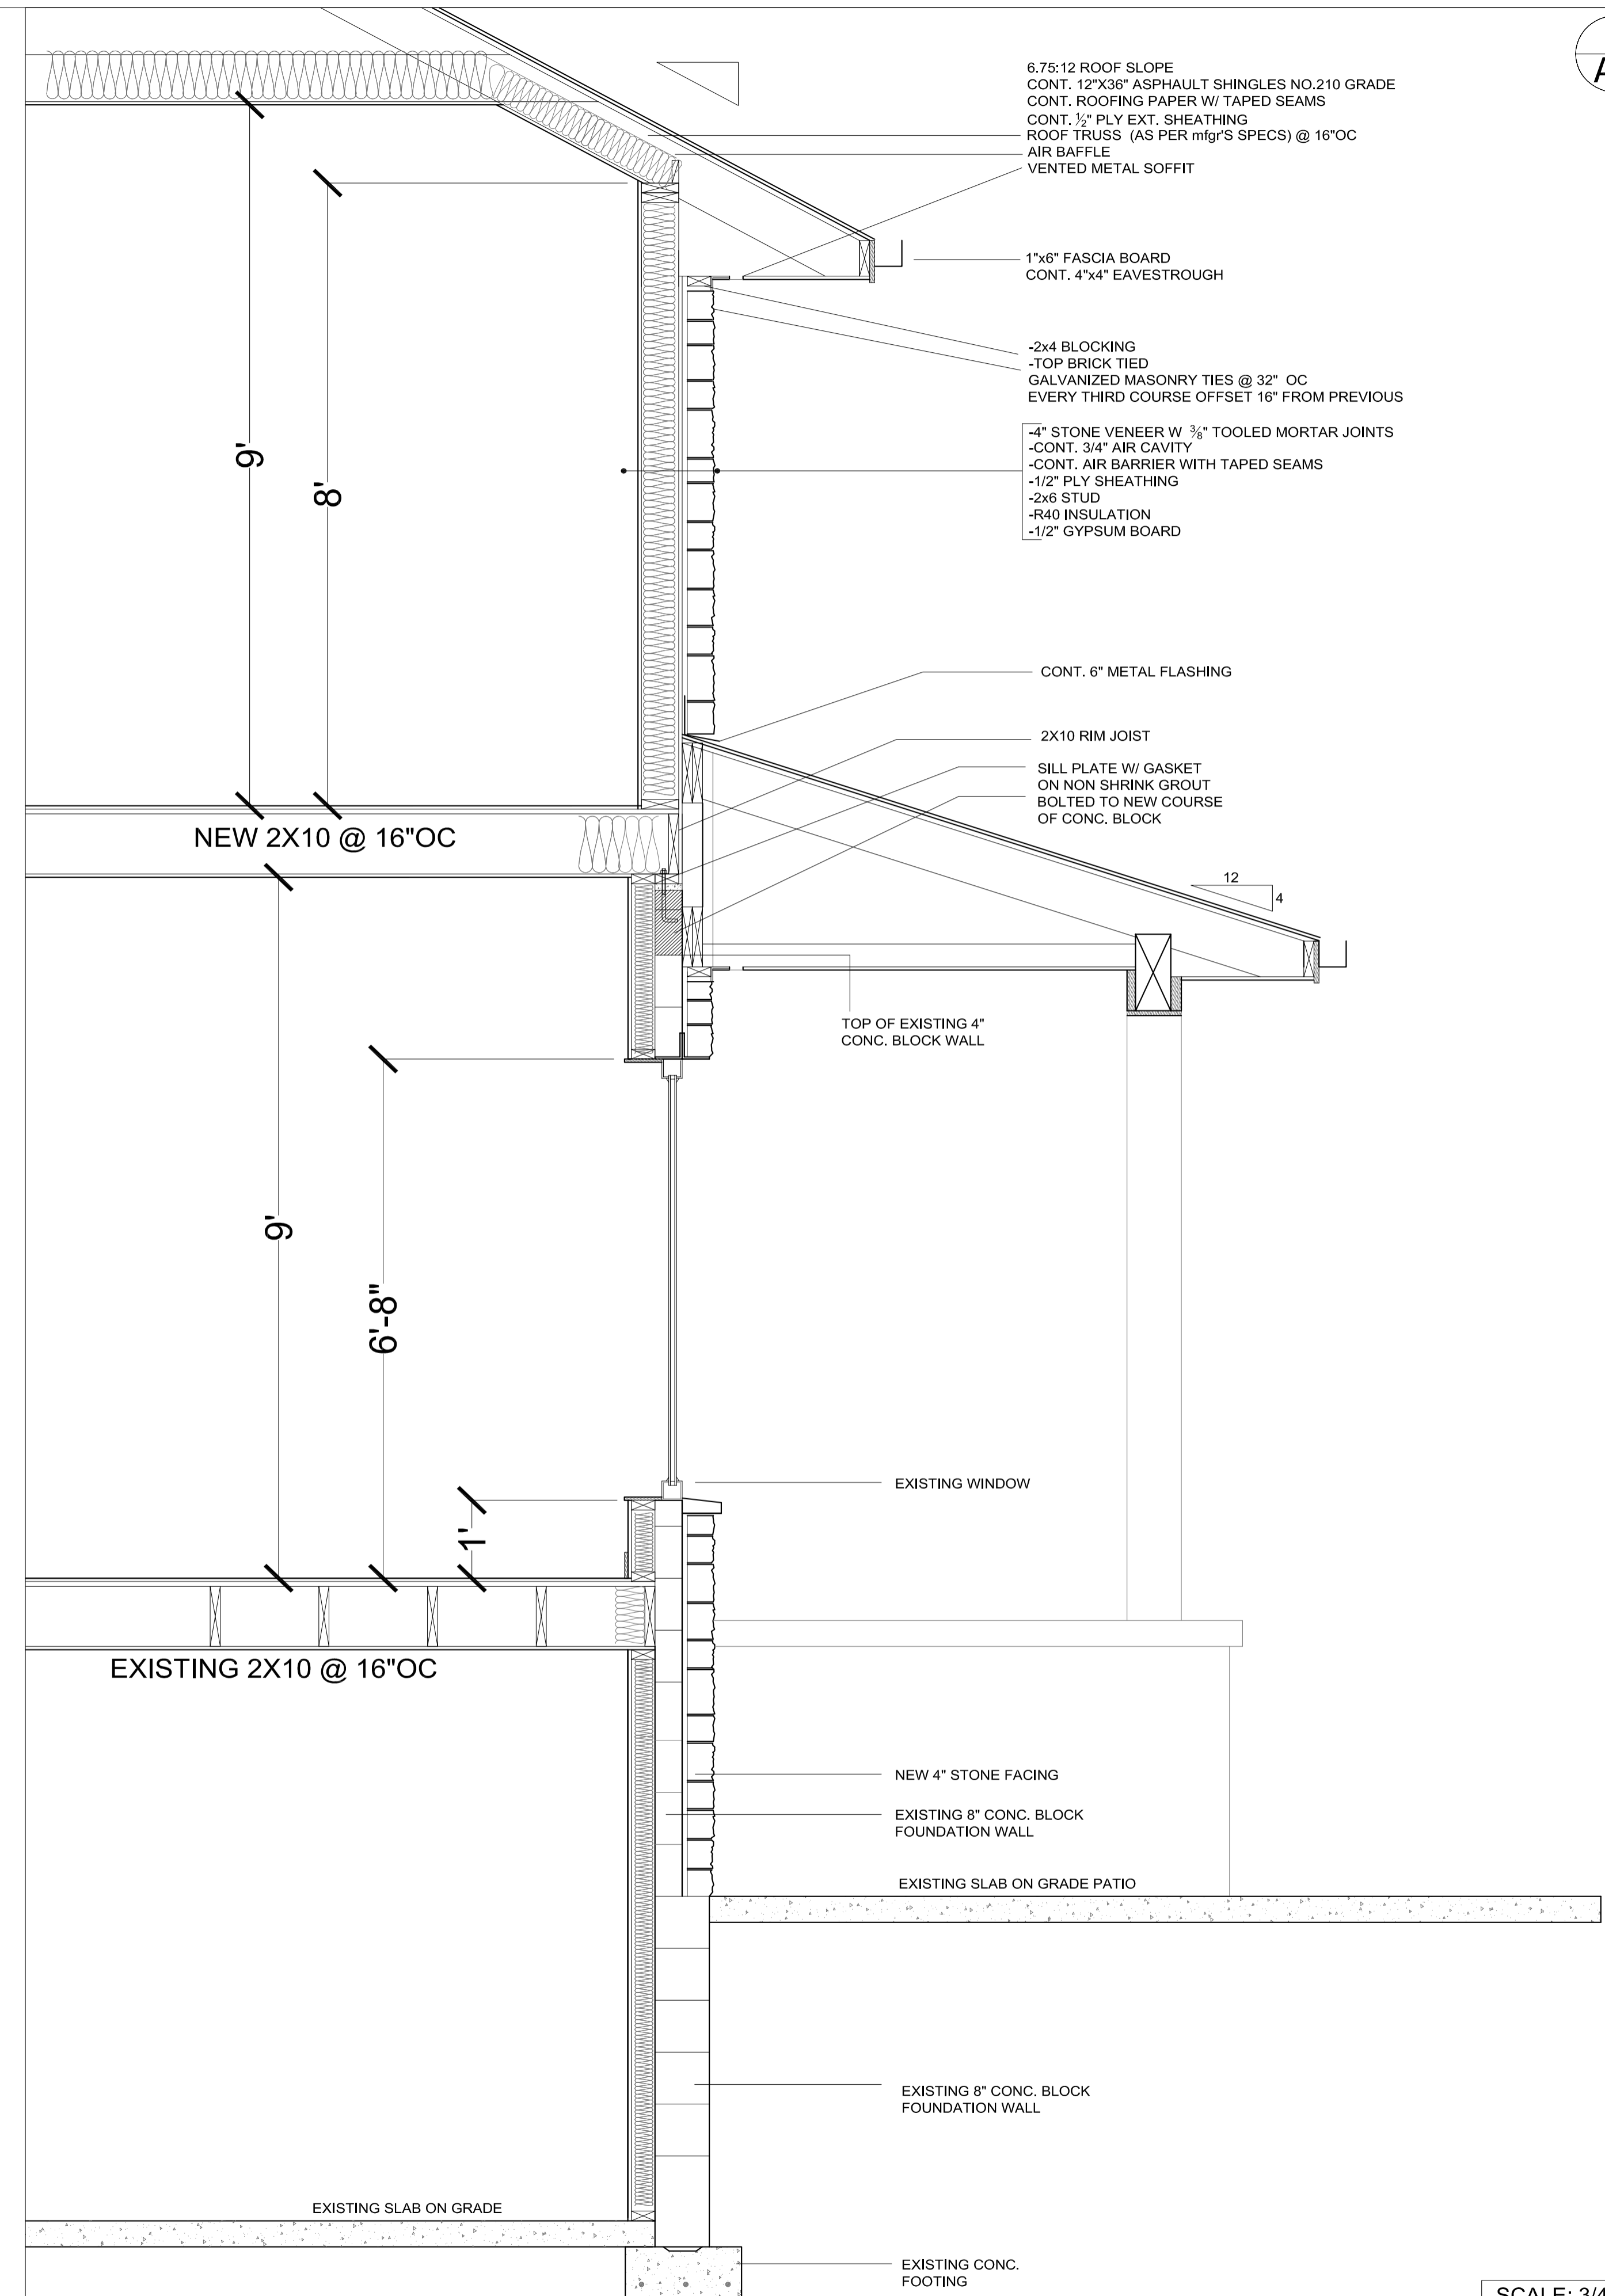 6.75:12 ROOF SLOPE
CONT. 12"X36" ASPHAULT SHINGLES NO.210 GRADE
CONT. ROOFING PAPER W/ TAPED SEAMS
CONT. ½" PLY EXT. SHEATHING
ROOF TRUSS (AS PER mfgr'S SPECS) @ 16"OC
AIR BAFFLE
VENTED METAL SOFFIT
1"x6" FASCIA BOARD
CONT. 4"x4" EAVESTROUGH
-2x4 BLOCKING
-TOP BRICK TIED
GALVANIZED MASONRY TIES @ 32" OC
EVERY THIRD COURSE OFFSET 16" FROM PREVIOUS
-4" STONE VENEER W ⅜" TOOLED MORTAR JOINTS
-CONT. 3/4" AIR CAVITY
-CONT. AIR BARRIER WITH TAPED SEAMS
-1/2" PLY SHEATHING
-2x6 STUD
-R40 INSULATION
-1/2" GYPSUM BOARD
9'
8'
CONT. 6" METAL FLASHING
2X10 RIM JOIST
SILL PLATE W/ GASKET
ON NON SHRINK GROUT
BOLTED TO NEW COURSE
OF CONC. BLOCK
NEW 2X10 @ 16"OC
12
4
TOP OF EXISTING 4"
CONC. BLOCK WALL
9'
6'-8"
EXISTING WINDOW
1'
EXISTING 2X10 @ 16"OC
NEW 4" STONE FACING
EXISTING 8" CONC. BLOCK
FOUNDATION WALL
EXISTING SLAB ON GRADE PATIO
EXISTING 8" CONC. BLOCK
FOUNDATION WALL
EXISTING SLAB ON GRADE
EXISTING CONC.
FOOTING
SCALE: 3/4